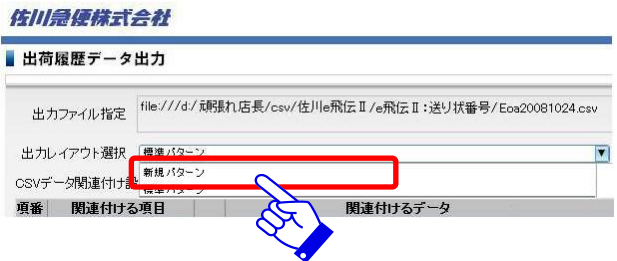 佐川急便株式会社
出荷履歴データ出力
出力ファイル指定 file:///d:/頑張れ店長/csv/佐川e飛伝Ⅱ/e飛伝Ⅱ:送り状番号/Eoa20081024.csv
出力レイアウト選択 標準パターン
新規パターン
CSVデータ関連付け 標準パターン
項番 関連付ける項目 関連付けるデータ